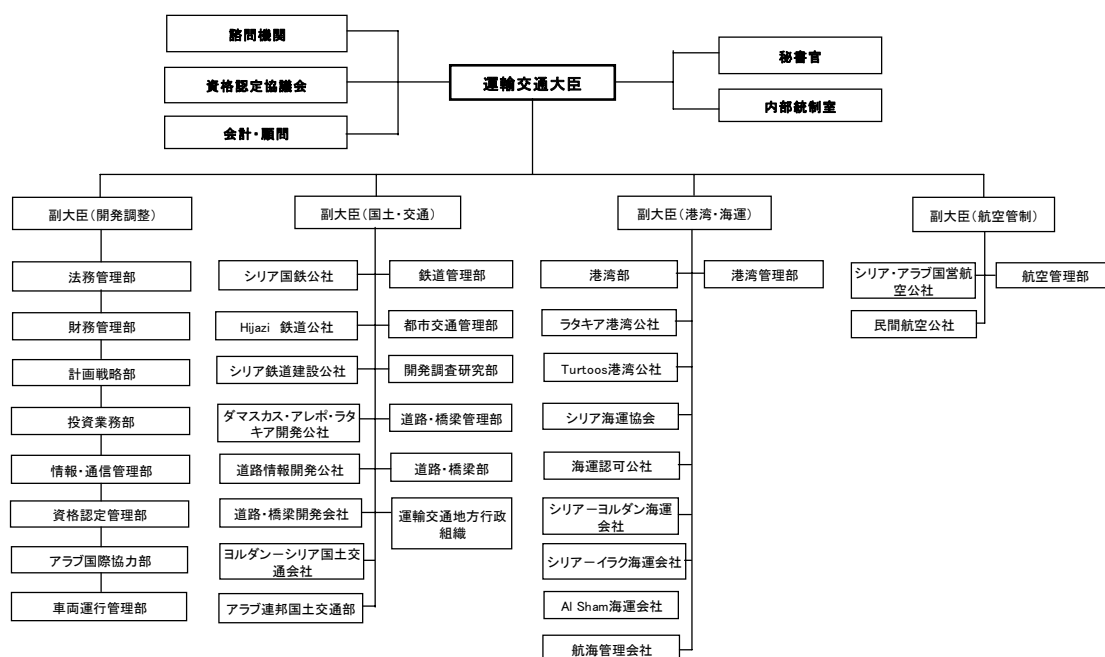 諮問機関
資格認定協議会
会計・顧問
運輸交通大臣
秘書官
内部統制室
副大臣（開発調整）
法務管理部
財務管理部
計画戦略部
投資業務部
情報・通信管理部
資格認定管理部
アラブ国際協力部
車両運行管理部
副大臣（国土・交通）
シリア国鉄公社
鉄道管理部
Hijazi 鉄道公社
都市交通管理部
シリア鉄道建設公社
開発調査研究部
ダマスカス・アレポ・ラタ
キア開発公社
道路・橋梁管理部
道路情報開発公社
道路・橋梁部
道路・橋梁開発会社
運輸交通地方行政
組織
ヨルダンーシリア国土交
通会社
アラブ連邦国土交通部
副大臣（港湾・海運）
港湾部
港湾管理部
ラタキア港湾公社
Turtoos港湾公社
シリア海運協会
海運認可公社
シリアーヨルダン海運
会社
シリアーイラク海運会社
Al Sham海運会社
航海管理会社
副大臣（航空管制）
シリア・アラブ国営航
空公社
航空管理部
民間航空公社